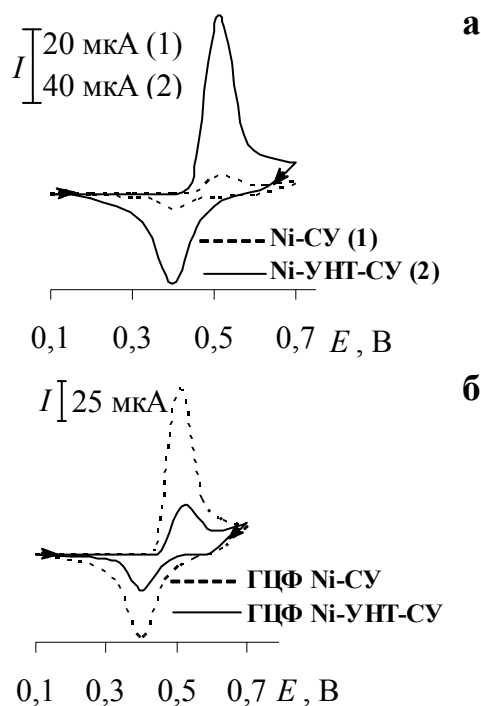 а
20 мкА (1)
I
40 мкА (2)
Ni-СУ (1)
Ni-УНТ-СУ (2)
0,1 0,3 0,5 0,7 E , В
б
I 25 мкА
ГЦФ Ni-СУ
ГЦФ Ni-УНТ-СУ
0,1 0,3 0,5 0,7 E , В